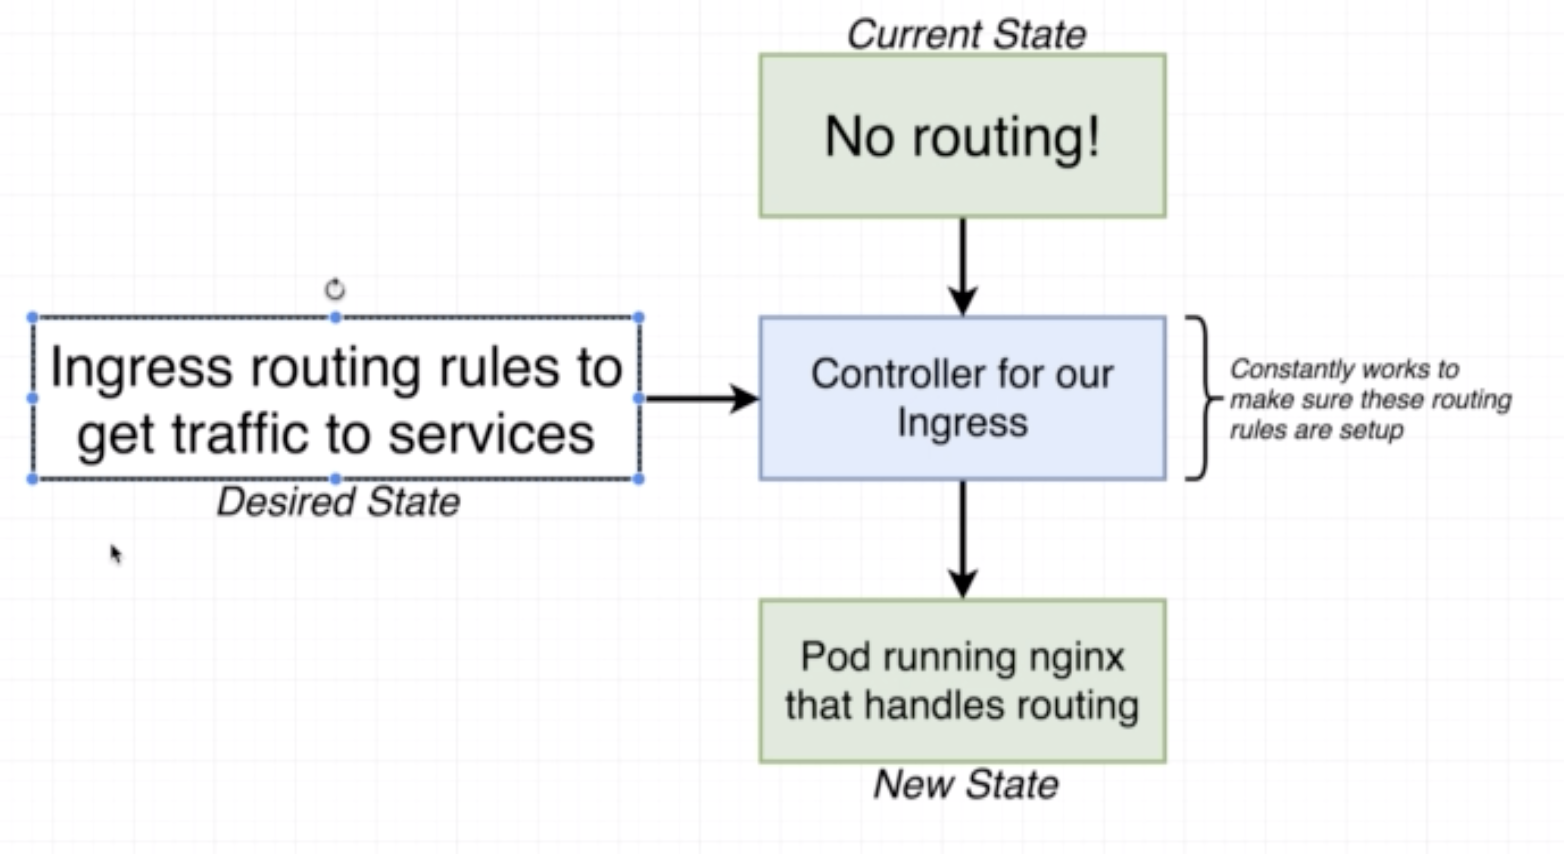 Current State
No routing!
Ingress routing rules to
get traffic to services
Desired State
Controller for our
Ingress
Constantly works to
make sure these routing
rules are setup
Pod running nginx
that handles routing
New State